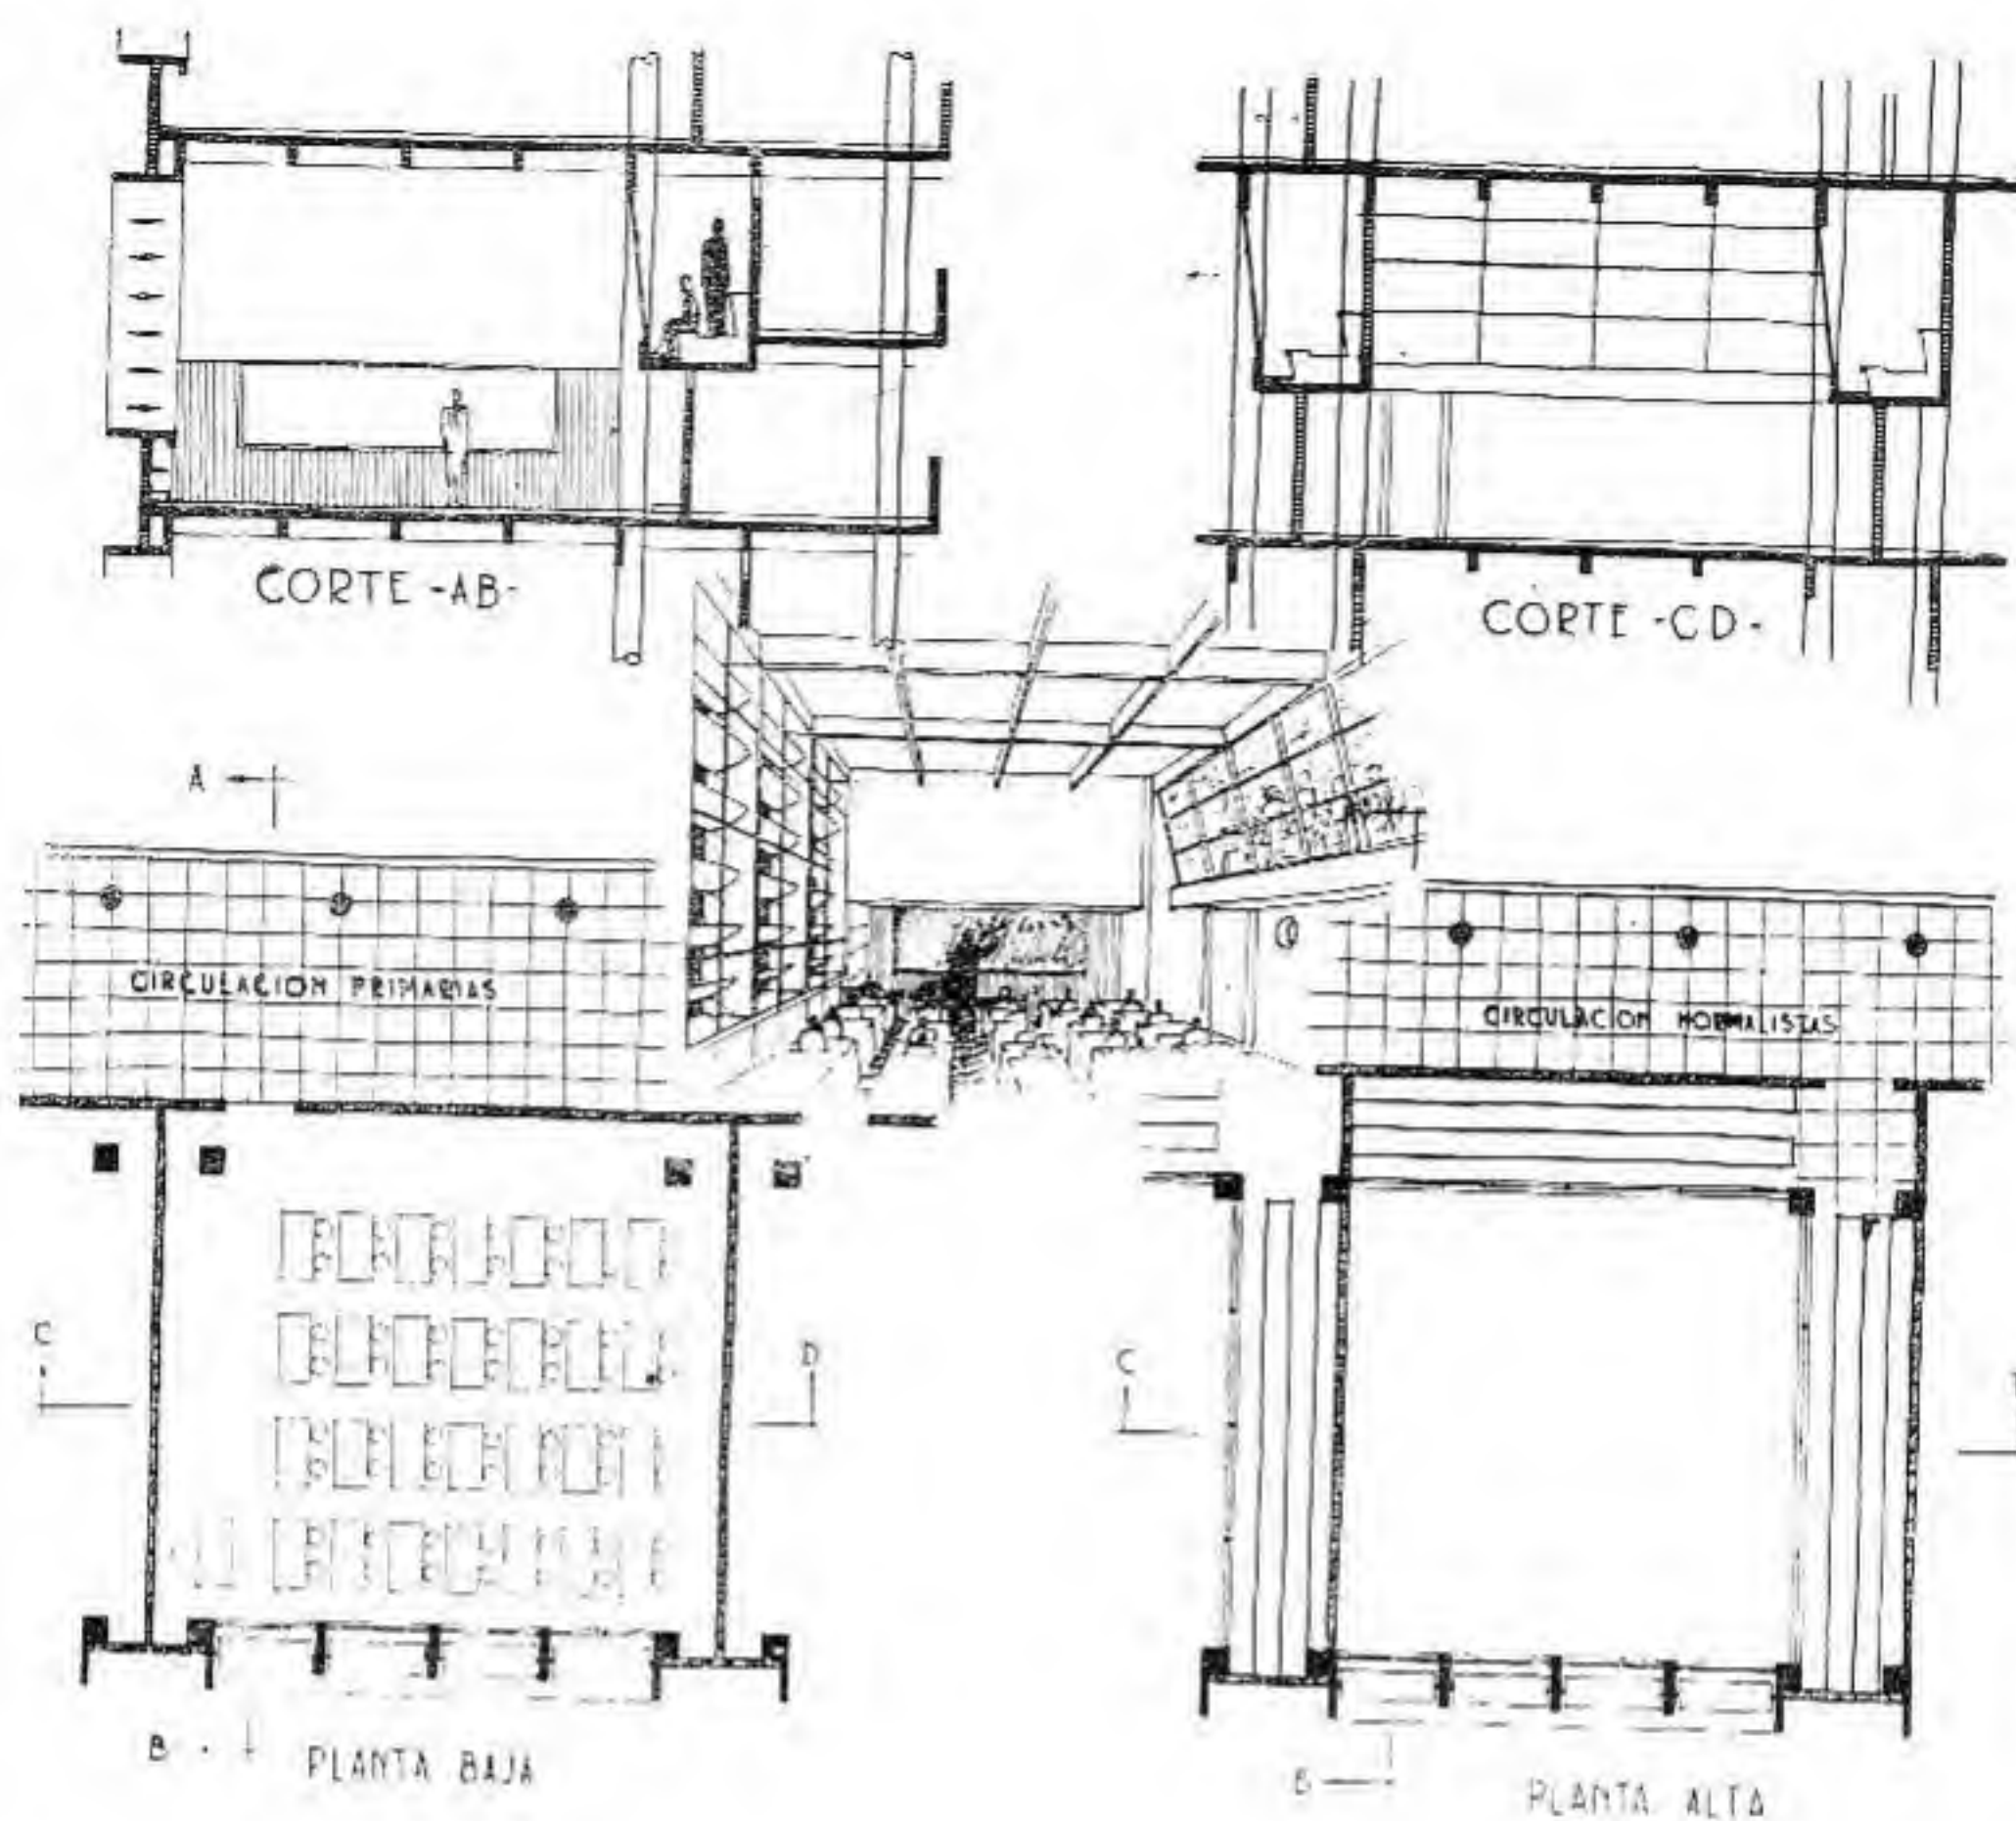 CORTE -AB-
CORTE -CD-
A
CIRCULACION PRIMARIAS
CIRCULACION NORMALISTAS
C
D
C
B
PLANTA BAJA
B
PLANTA ALTA